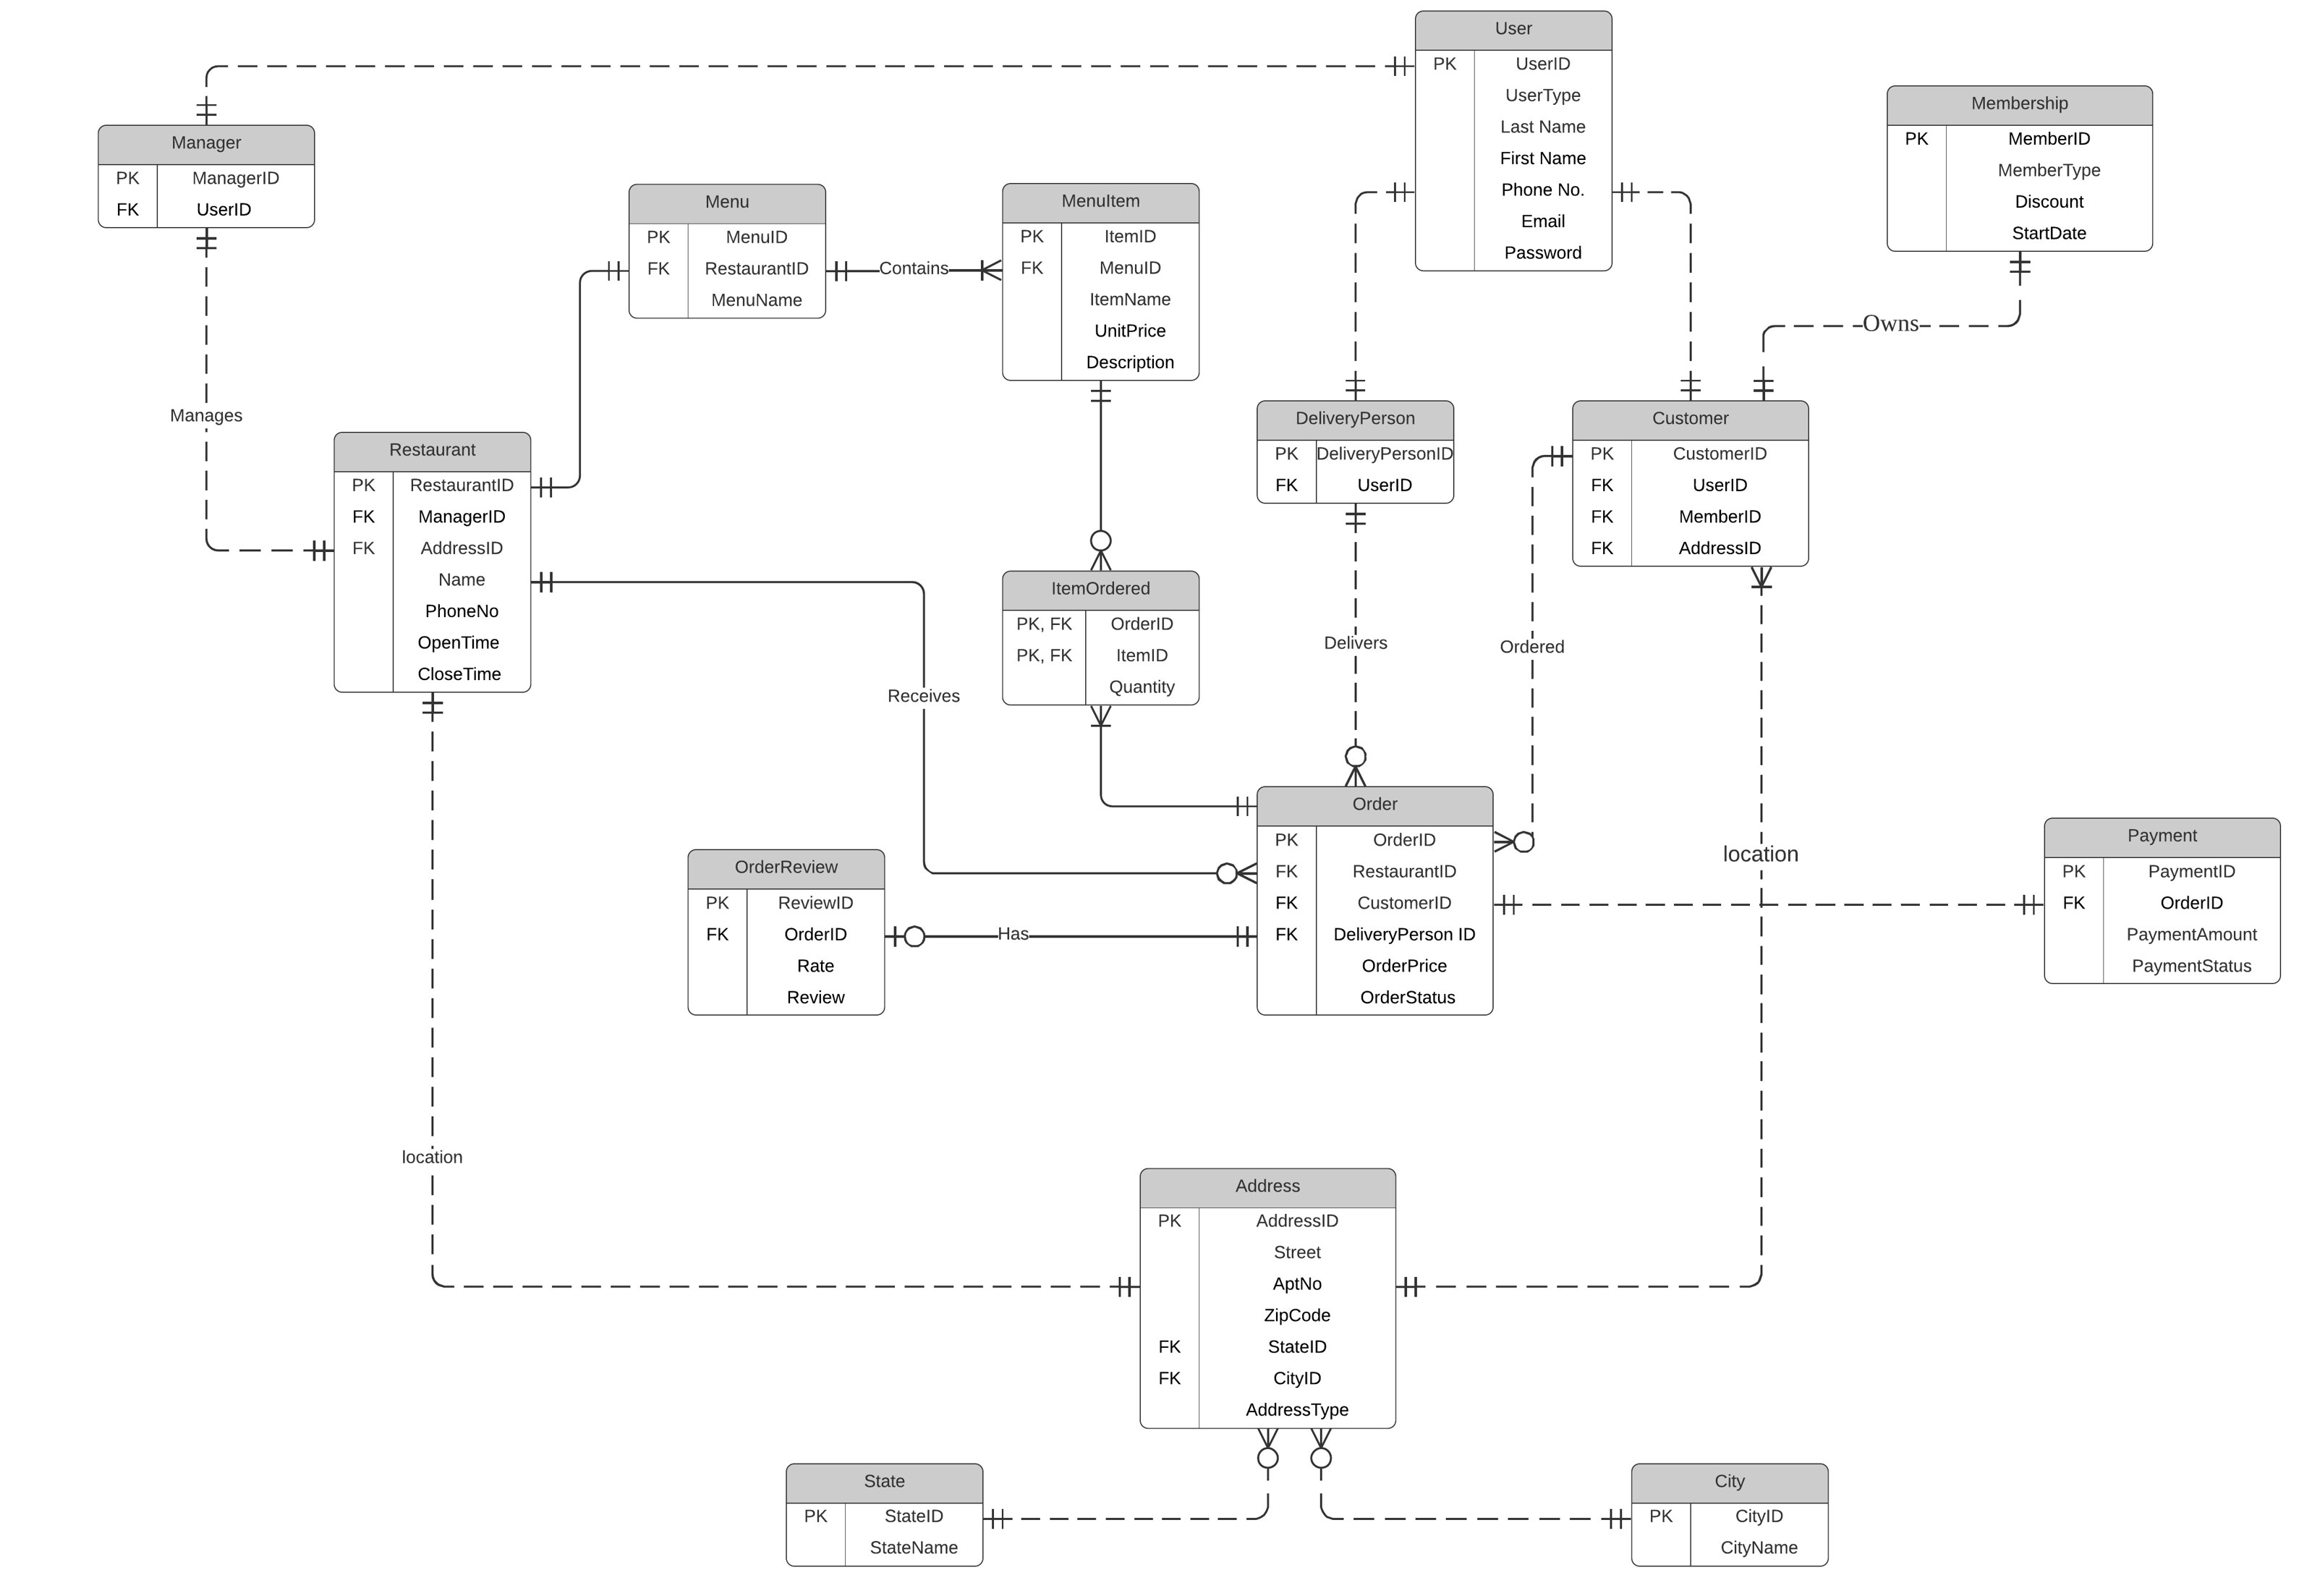 User
PK UserID
UserType
Last Name
First Name
Phone No.
Email
Password
Membership
PK MemberID
MemberType
Discount
StartDate
Manager
PK ManagerID
FK UserID
Menu
PK MenuID
FK RestaurantID
MenuName
Contains
MenuItem
PK ItemID
FK MenuID
ItemName
UnitPrice
Description
Owns
Manages
DeliveryPerson
PK DeliveryPersonID
FK UserID
Customer
PK CustomerID
FK UserID
FK MemberID
FK AddressID
Restaurant
PK RestaurantID
FK ManagerID
FK AddressID
Name
PhoneNo
OpenTime
CloseTime
ItemOrdered
PK, FK OrderID
PK, FK ItemID
Quantity
Delivers
Ordered
Receives
Order
PK OrderID
FK RestaurantID
FK CustomerID
FK DeliveryPerson ID
OrderPrice
OrderStatus
location
Payment
PK PaymentID
FK OrderID
PaymentAmount
PaymentStatus
OrderReview
PK ReviewID
FK OrderID
Rate
Review
Has
location
Address
PK AddressID
Street
AptNo
ZipCode
FK StateID
FK CityID
AddressType
State
PK StateID
StateName
City
PK CityID
CityName